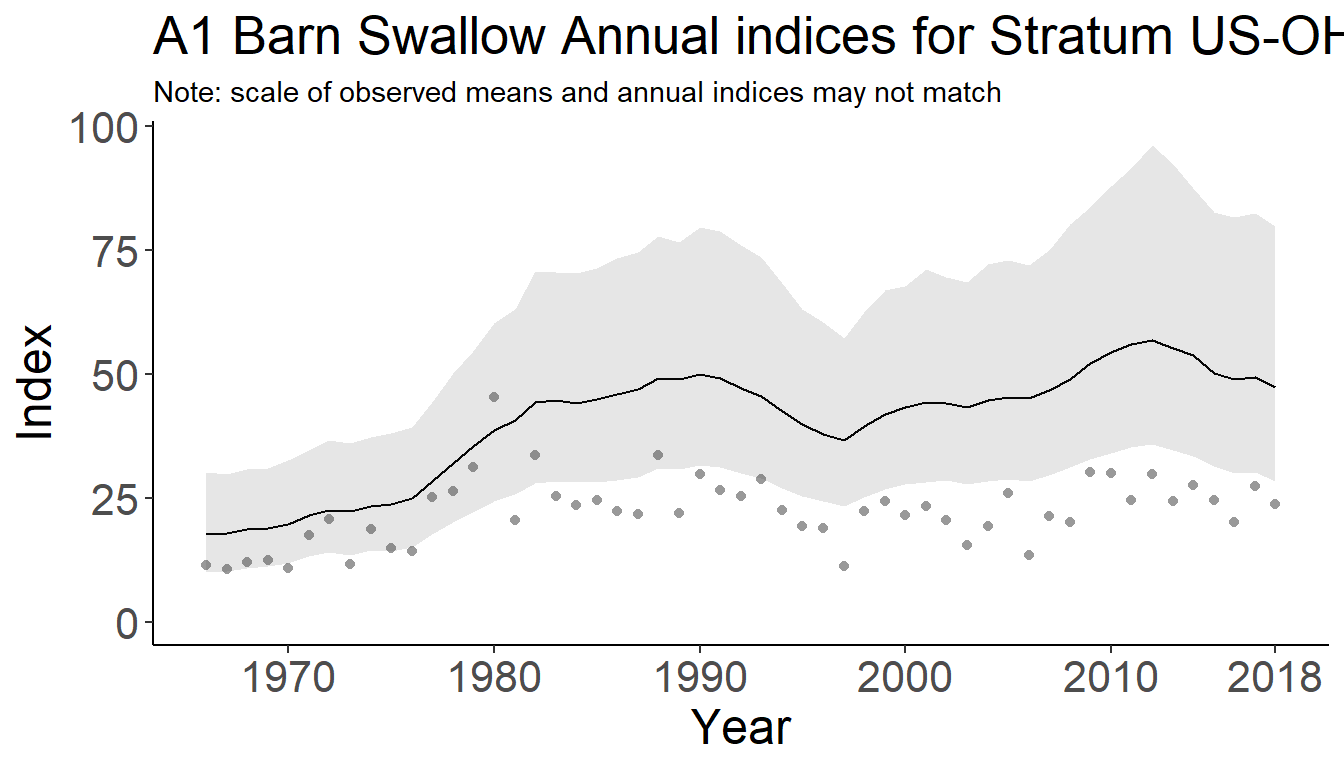 A1 Barn Swallow Annual indices for Stratum US-OH
Note: scale of observed means and annual indices may not match
100
75
50
25
0
Index
1970 1980 1990 2000 2010 2018
Year